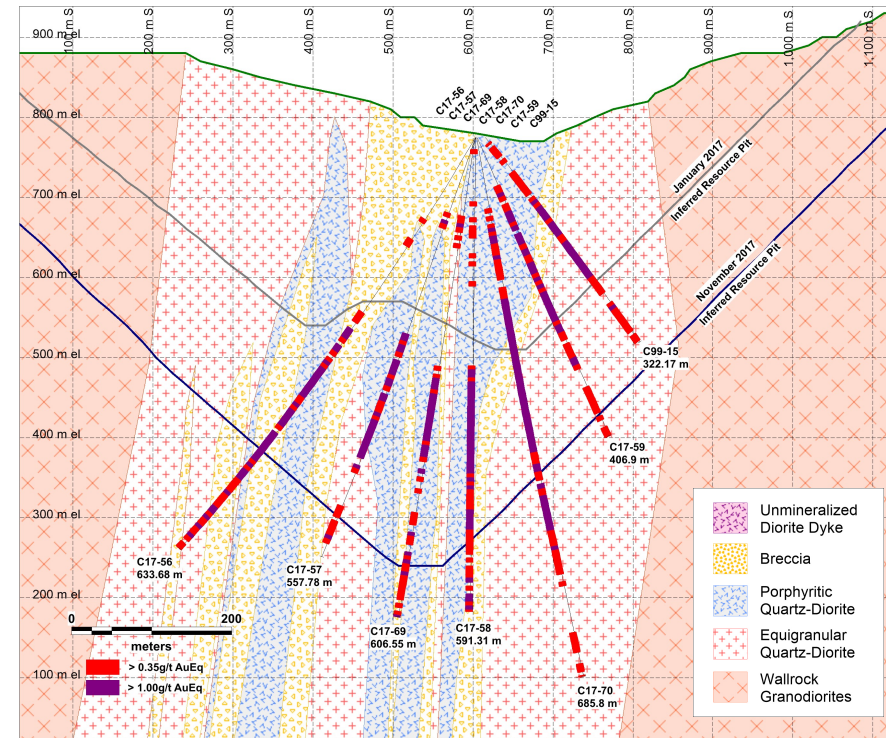 100 m S.
200 m S.
300 m S.
400 m S.
500 m S.
600 m S.
700 m S.
800 m S.
900 m S.
1,000 m S.
1,100 m S.
900 m el
C17-56
C17-57
C17-69
C17-58
C17-70
C17-59
C99-15
800 m el
January 2017
Inferred Resource Pit
700 m el
November 2017
Inferred Resource Pit
600 m el
500 m el
C99-15
322.17 m
400 m el
C17-59
406.9 m
300 m el
C17-56
633.68 m
C17-57
557.78 m
200 m el
C17-69
606.55 m
C17-58
591.31 m
C17-70
685.8 m
0 200
meters
> 0.35g/t AuEq
100 m el
> 1.00g/t AuEq
Unmineralized
Diorite Dyke
Breccia
Porphyritic
Quartz-Diorite
Equigranular
Quartz-Diorite
Wallrock
Granodiorites